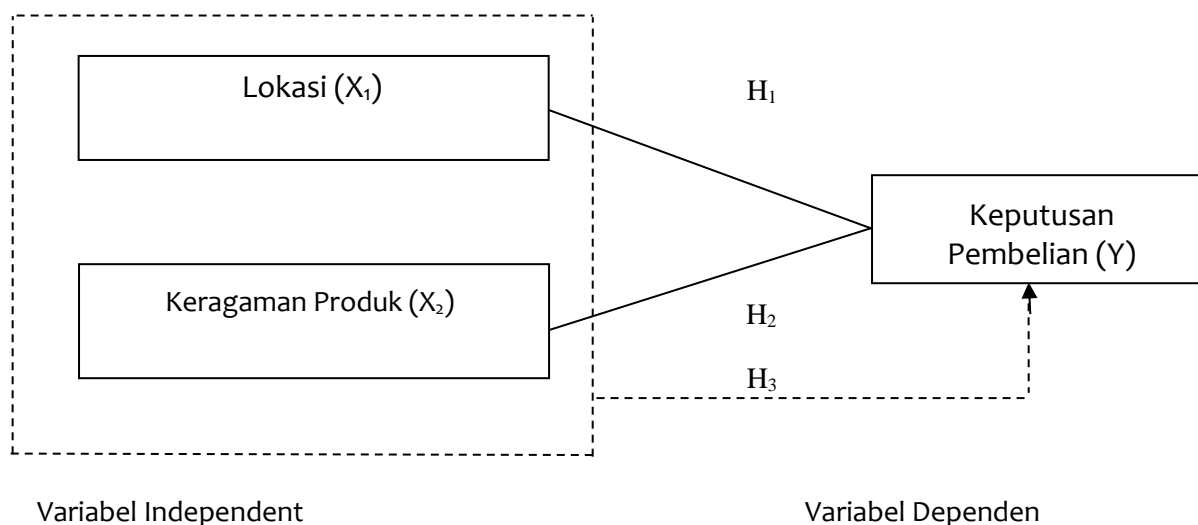 Lokasi (X₁)
H₁
Keputusan
Pembelian (Y)
Keragaman Produk (X₂)
H₂
H₃
Variabel Independent
Variabel Dependen